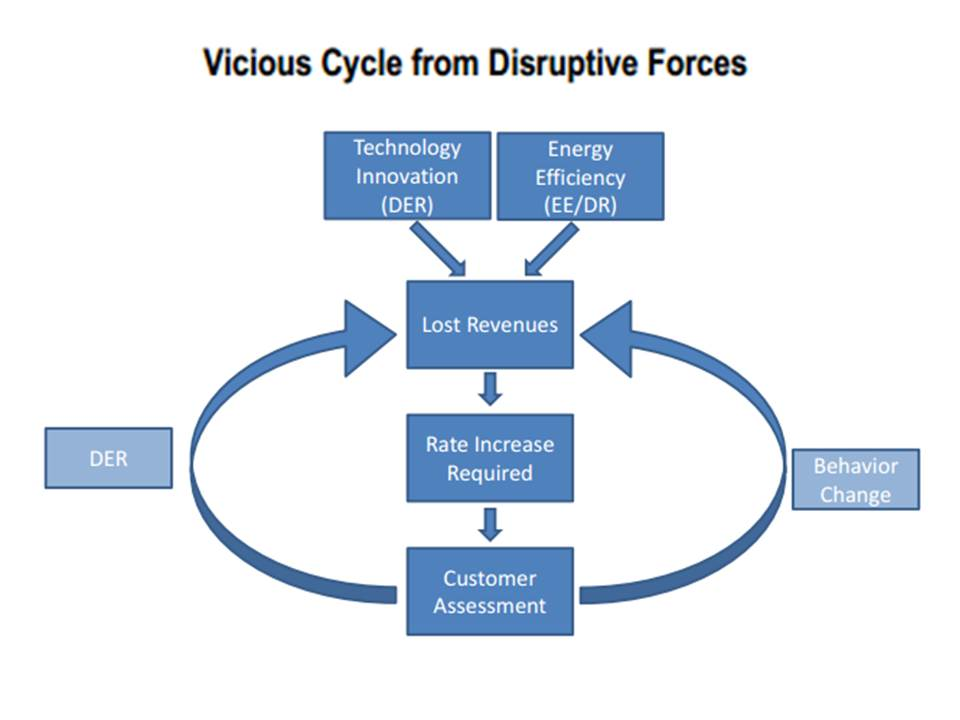 Vicious Cycle from Disruptive Forces
Technology
Innovation
(DER)
Energy
Efficiency
(EE/DR)
Lost Revenues
Rate Increase
Required
DER
Behavior
Change
Customer
Assessment